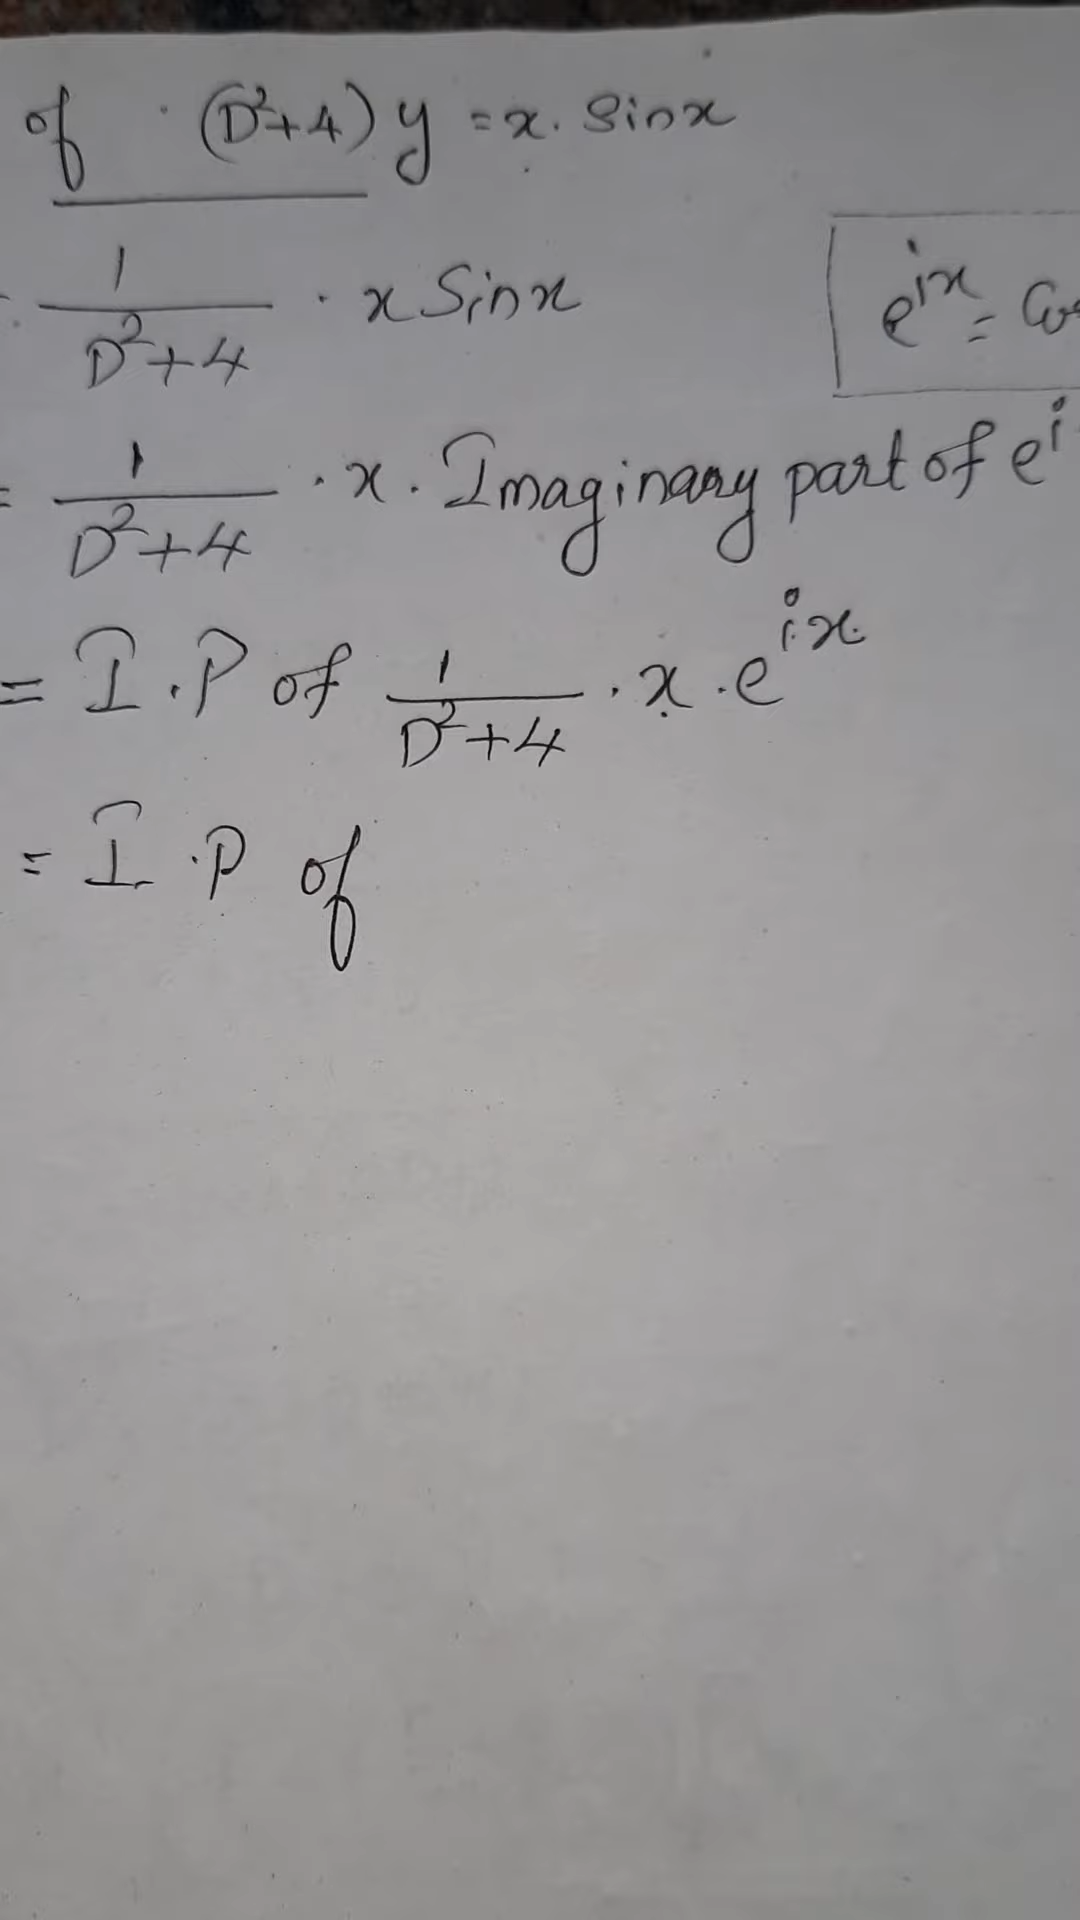 of (D²+4) y = x. Sinx
= 1/(D²+4) · x Sinx
e^ix = Cos
= 1/(D²+4) · x. Imaginary part of e^i
= I.P of 1/(D²+4) · x · e^ix
= I.P of